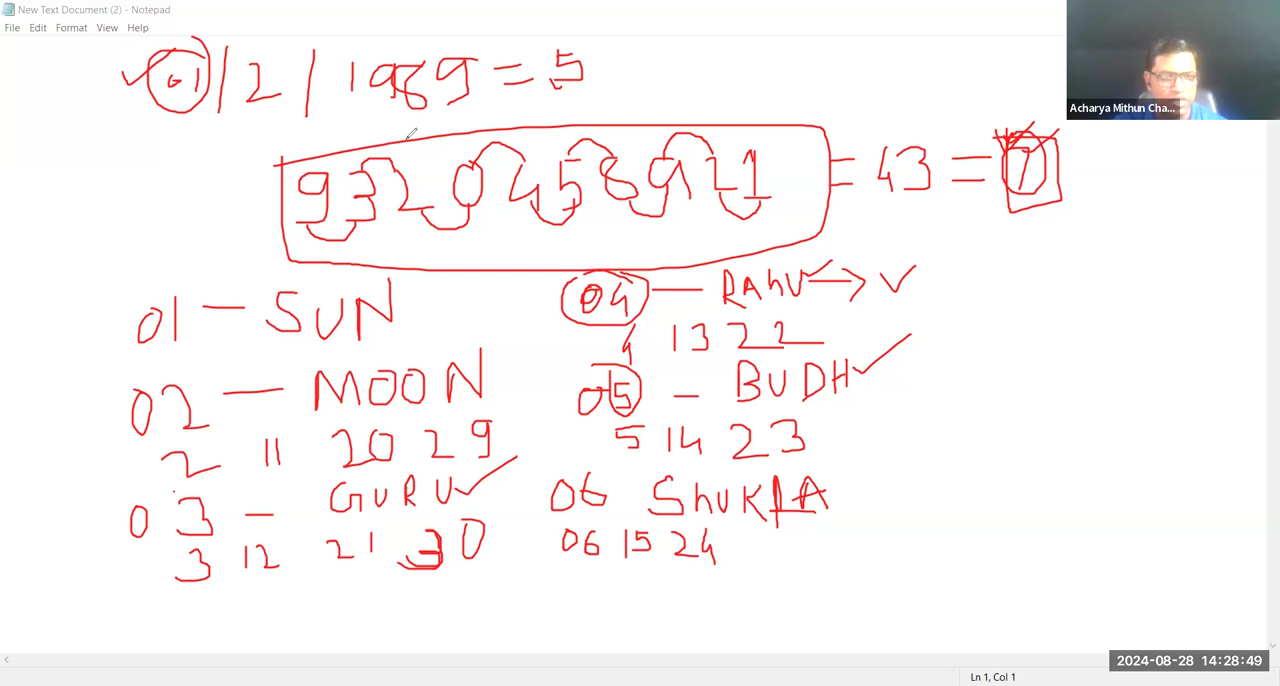 New Text Document (2) - Notepad
File Edit Format View Help
Acharya Mithun Cha...
01/2/1989 = 5
9320458921 = 43 = 7
01 - SUN
02 - MOON
2 11 20 29
03 - GURU
3 12 21 30
04 - RAhU → ✓
4 13 22
05 - BUDH
5 14 23
06 ShUKLA
06 15 24
2024-08-28 14:28:49
Ln 1, Col 1